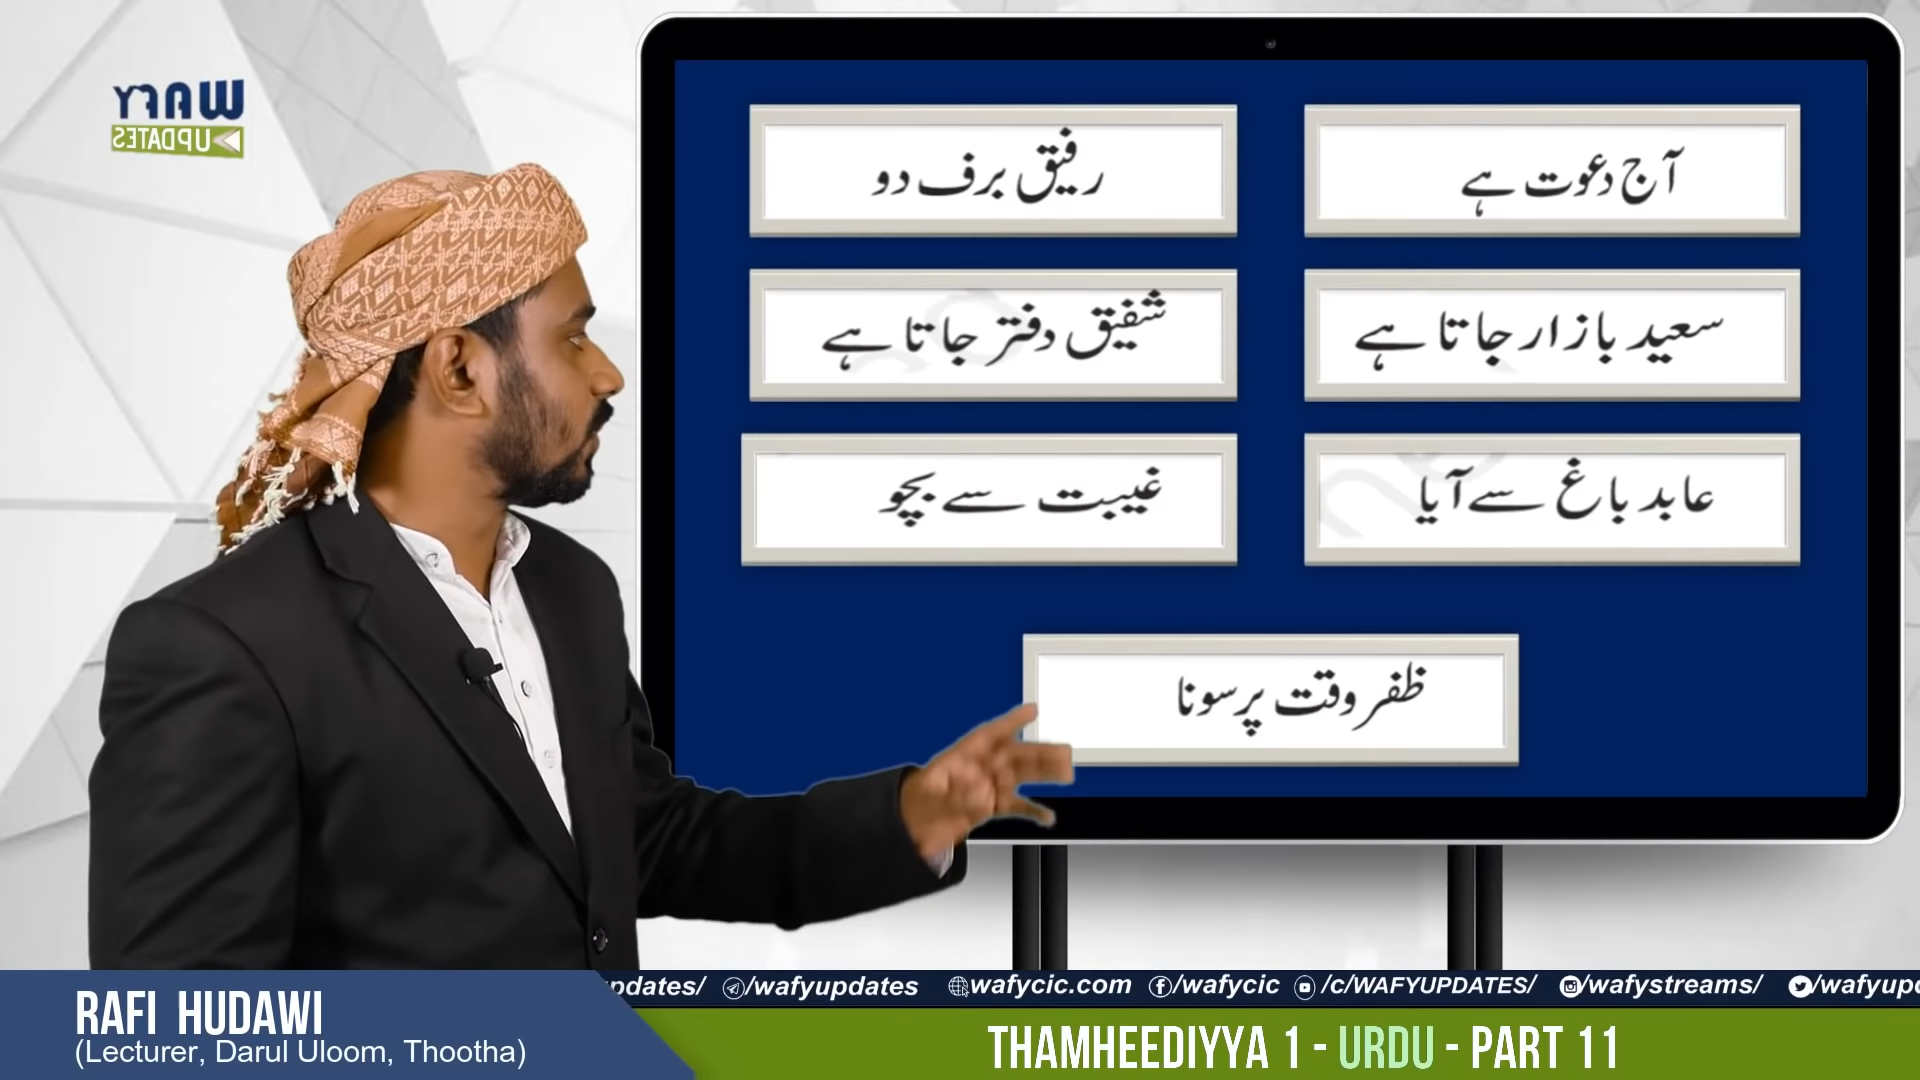 WAFY
UPDATES
آج دعوت ہے
رفیق برف دو
سعید بازار جاتا ہے
شفیق دفتر جاتا ہے
عابد باغ سے آیا
غیبت سے بچو
ظفر وقت پر سونا
pdates/ /wafyupdates wafycic.com /wafycic /c/WAFYUPDATES/ /wafystreams/ /wafyupd
RAFI HUDAWI
(Lecturer, Darul Uloom, Thootha)
THAMHEEDIYYA 1 - URDU - PART 11